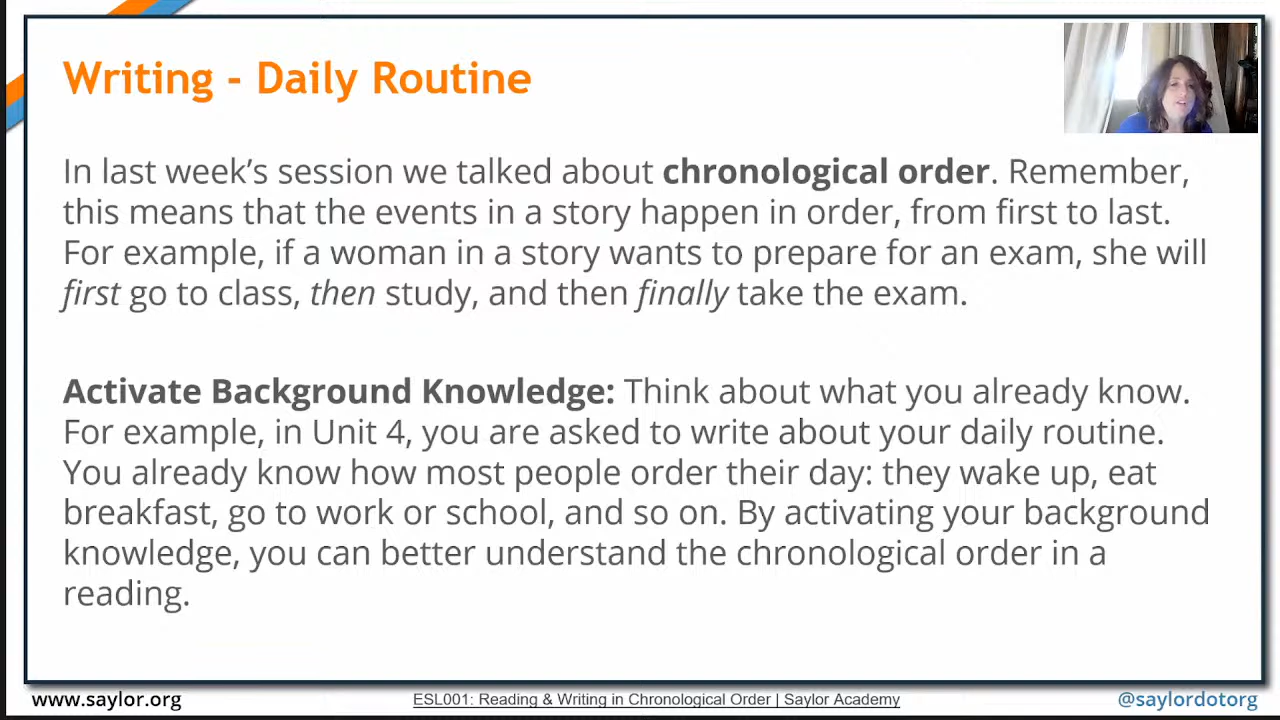 Writing - Daily Routine
In last week’s session we talked about chronological order. Remember,
this means that the events in a story happen in order, from first to last.
For example, if a woman in a story wants to prepare for an exam, she will
first go to class, then study, and then finally take the exam.
Activate Background Knowledge: Think about what you already know.
For example, in Unit 4, you are asked to write about your daily routine.
You already know how most people order their day: they wake up, eat
breakfast, go to work or school, and so on. By activating your background
knowledge, you can better understand the chronological order in a
reading.
www.saylor.org
ESL001: Reading & Writing in Chronological Order | Saylor Academy
@saylordotorg